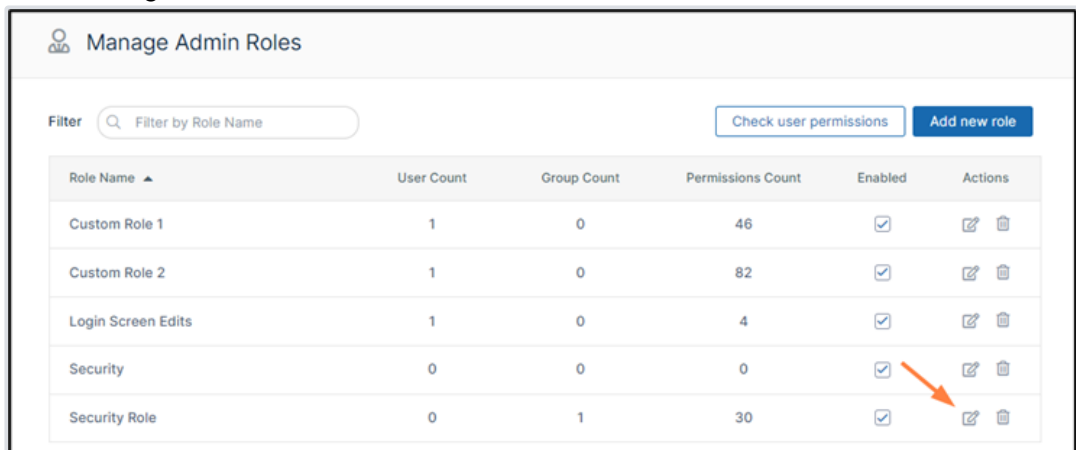 Manage Admin Roles
Filter Filter by Role Name Check user permissions Add new role
Role Name User Count Group Count Permissions Count Enabled Actions
Custom Role 1 1 0 46
Custom Role 2 1 0 82
Login Screen Edits 1 0 4
Security 0 0 0
Security Role 0 1 30